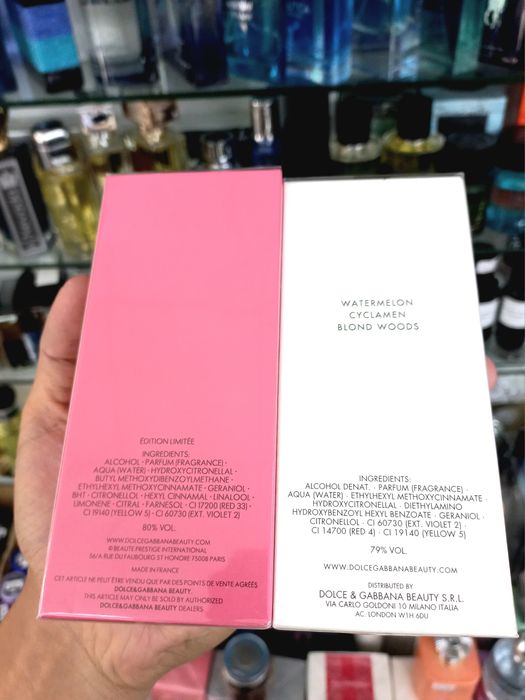 ÉDITION LIMITÉE
INGREDIENTS:
ALCOHOL • PARFUM (FRAGRANCE) •
AQUA (WATER) • HYDROXYCITRONELLAL •
BUTYL METHOXYDIBENZOYLMETHANE •
ETHYLHEXYL METHOXYCINNAMATE • GERANIOL •
BHT • CITRONELLOL • HEXYL CINNAMAL • LINALOOL •
LIMONENE • CITRAL • FARNESOL • CI 17200 (RED 33) •
CI 19140 (YELLOW 5) • CI 60730 (EXT. VIOLET 2)
80% VOL.
WWW.DOLCEGABBANABEAUTY.COM
© BEAUTE PRESTIGE INTERNATIONAL
56/A RUE DU FAUBOURG ST HONORE 75008 PARIS
MADE IN FRANCE
CET ARTICLE NE PEUT ÊTRE VENDU QUE PAR DES POINTS DE VENTE AGRÉÉS
DOLCE&GABBANA BEAUTY.
THIS ARTICLE MAY ONLY BE SOLD BY AUTHORIZED
DOLCE&GABBANA BEAUTY DEALERS.
WATERMELON
CYCLAMEN
BLOND WOODS
INGREDIENTS:
ALCOHOL DENAT. • PARFUM (FRAGRANCE) •
AQUA (WATER) • ETHYLHEXYL METHOXYCINNAMATE •
HYDROXYCITRONELLAL • DIETHYLAMINO
HYDROXYBENZOYL HEXYL BENZOATE • GERANIOL •
CITRONELLOL • CI 60730 (EXT. VIOLET 2) •
CI 14700 (RED 4) • CI 19140 (YELLOW 5)
79% VOL.
WWW.DOLCEGABBANABEAUTY.COM
DISTRIBUTED BY
DOLCE & GABBANA BEAUTY S.R.L.
VIA CARLO GOLDONI 10 MILANO ITALIA
AC. LONDON W1H 6DU